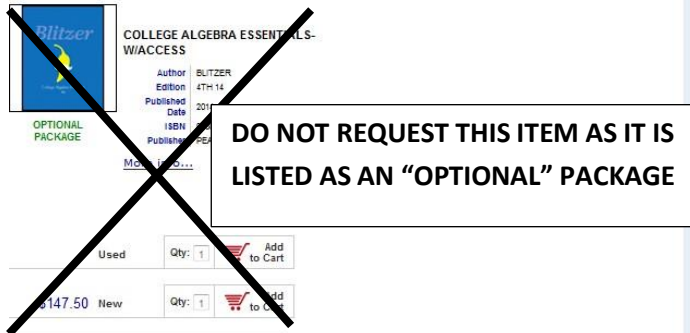 Blitzer
COLLEGE ALGEBRA ESSENTIALS-
W/ACCESS
Author BLITZER
Edition 4TH 14
Published
Date
OPTIONAL
PACKAGE
ISBN
Publisher
DO NOT REQUEST THIS ITEM AS IT IS
LISTED AS AN “OPTIONAL” PACKAGE
Used Qty: 1 Add
to Cart
$147.50 New Qty: 1 Add
to Cart